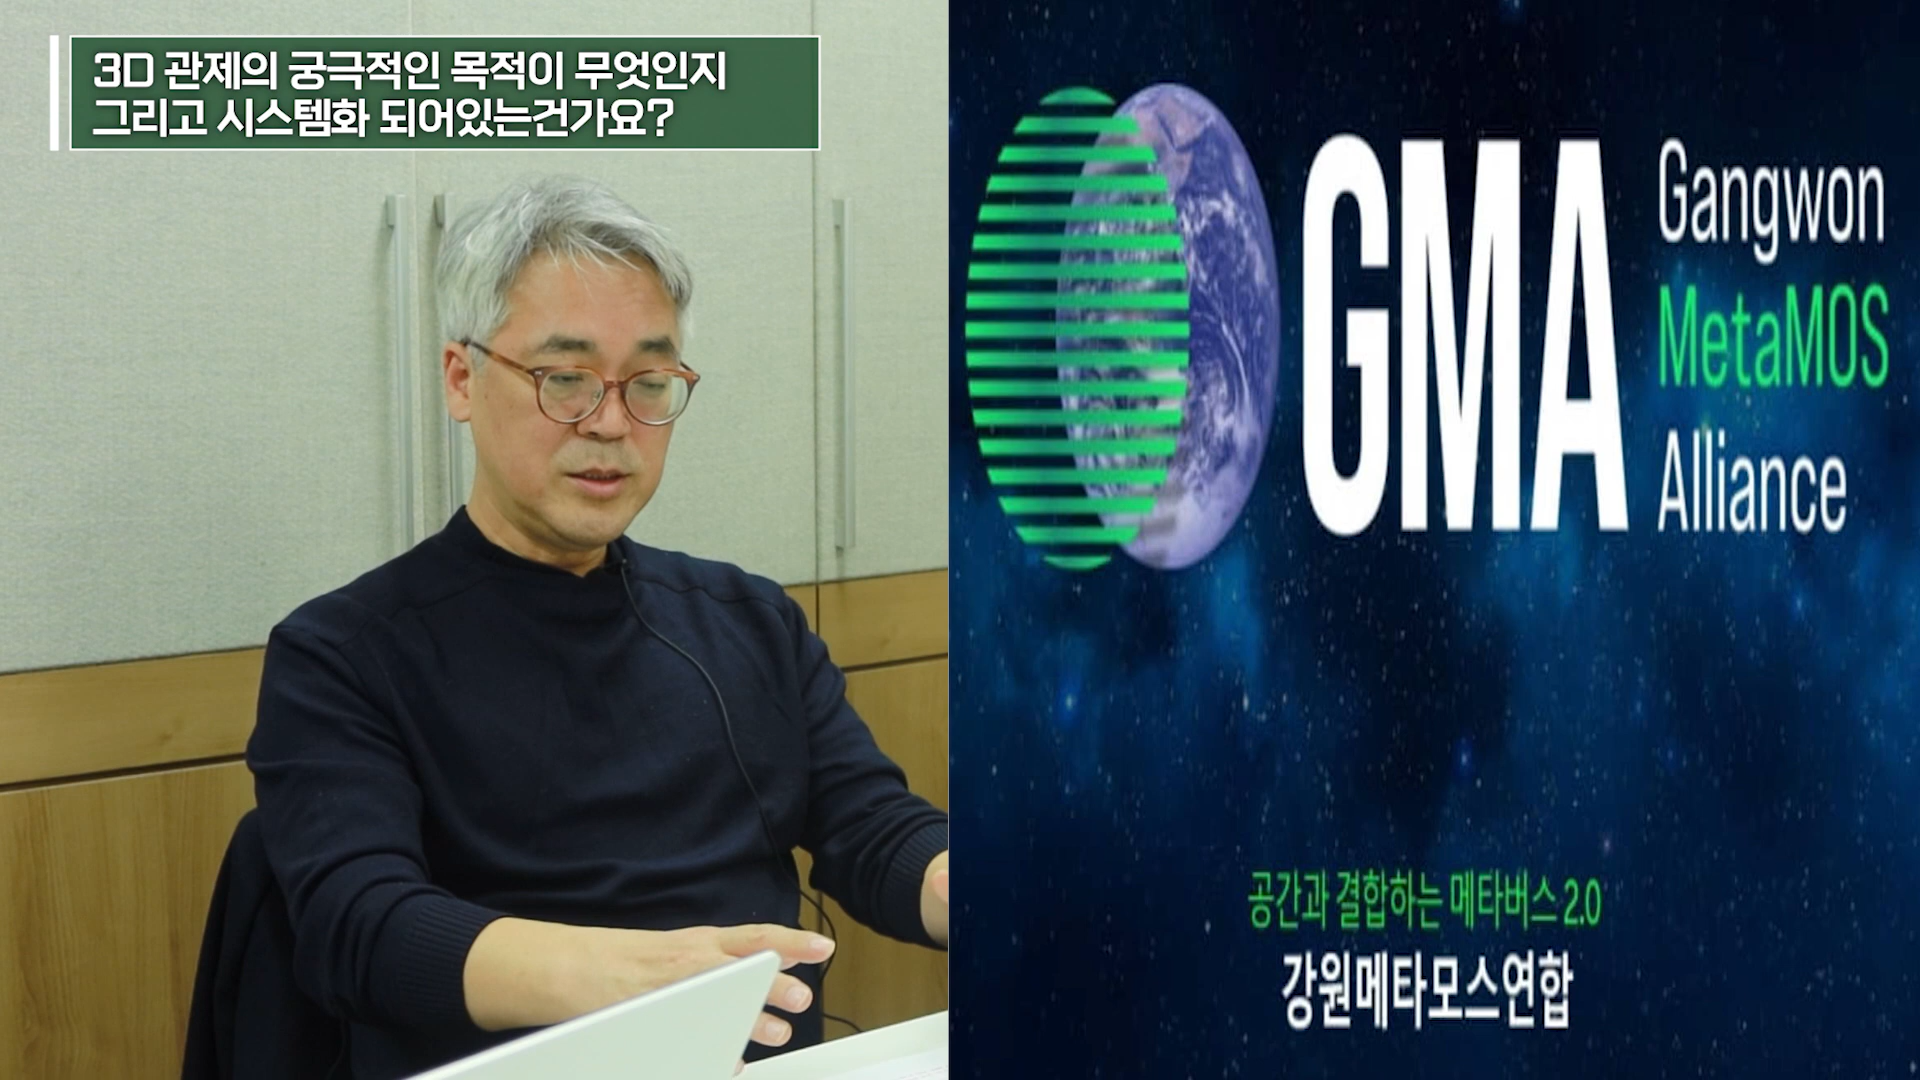 3D 관제의 궁극적인 목적이 무엇인지
그리고 시스템화 되어있는건가요?
GMA
Gangwon
MetaMOS
Alliance
공간과 결합하는 메타버스 2.0
강원메타모스연합